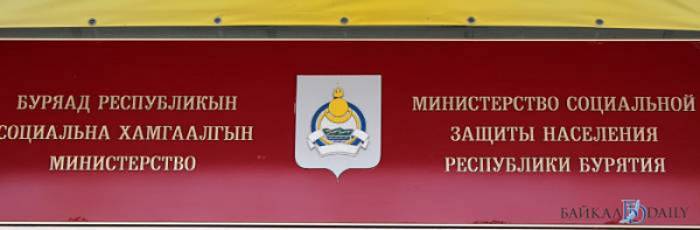 БУРЯАД РЕСПУБЛИКЫН
СОЦИАЛЬНА ХАМГААЛГЫН
МИНИСТЕРСТВО
МИНИСТЕРСТВО СОЦИАЛЬНОЙ
ЗАЩИТЫ НАСЕЛЕНИЯ
РЕСПУБЛИКИ БУРЯТИЯ
БАЙКАЛ DAILY